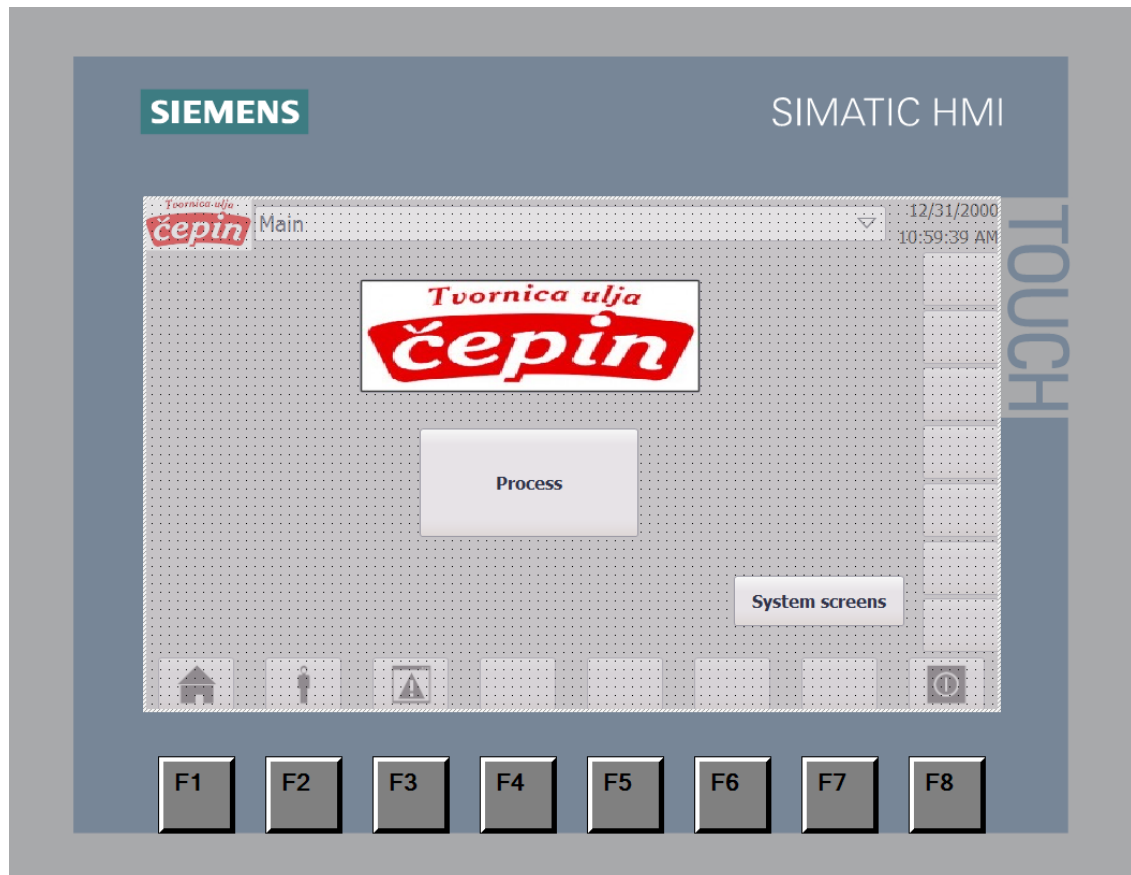 SIEMENS
SIMATIC HMI
TOUCH
Tvornica ulja
čepin
Main
12/31/2000
10:59:39 AM
Tvornica ulja
čepin
Process
System screens
F1 F2 F3 F4 F5 F6 F7 F8